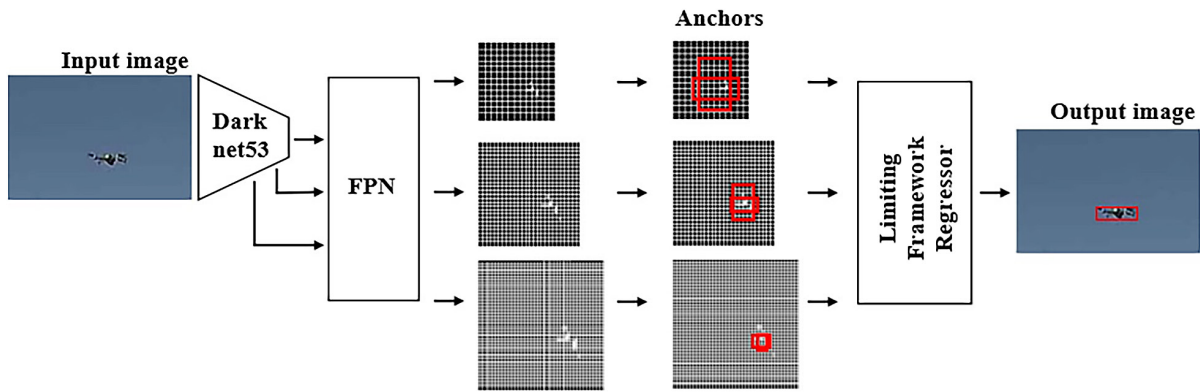 Anchors
Input image
Dark
net53
FPN
Limiting
Framework
Regressor
Output image